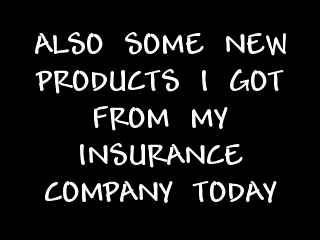 ALSO SOME NEW
PRODUCTS I GOT
FROM MY
INSURANCE
COMPANY TODAY